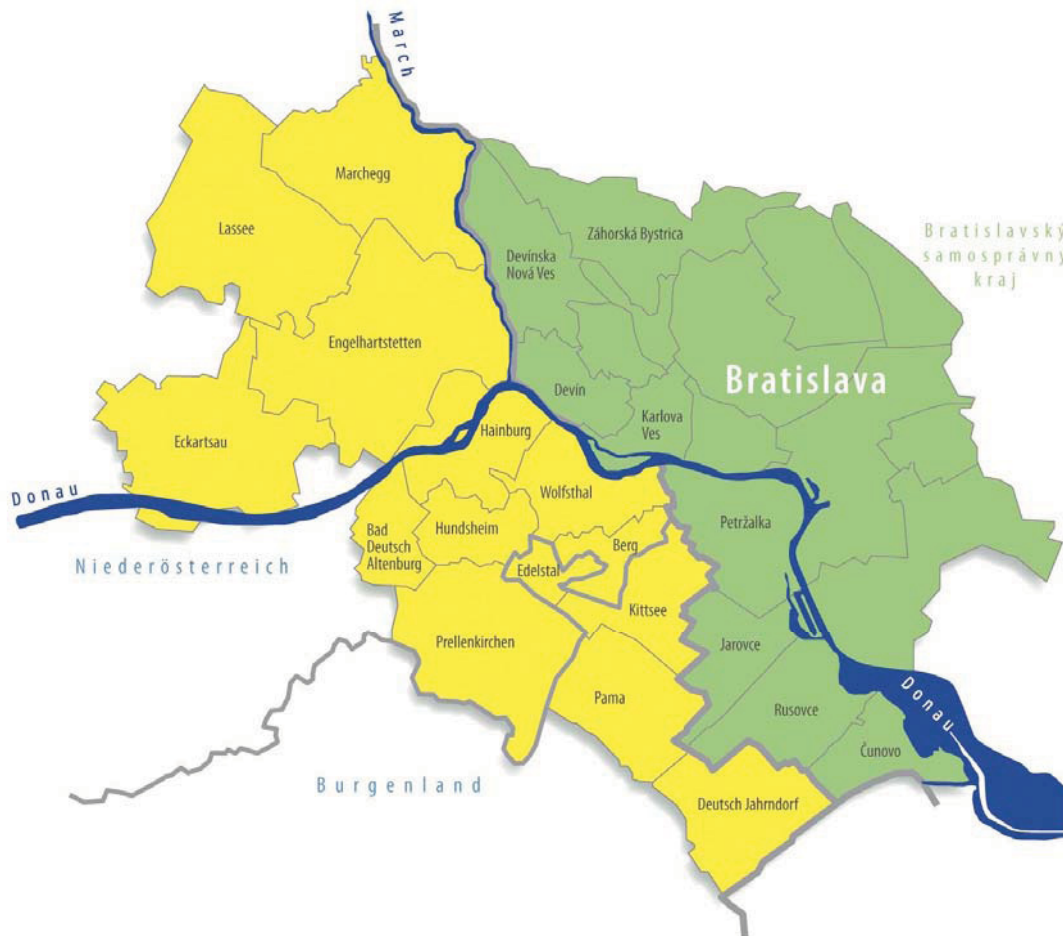 March
Marchegg
Lassee
Záhorská Bystrica
Devínska
Nová Ves
Bratislavský
samosprávny
kraj
Engelhartstetten
Bratislava
Devín
Karlova
Ves
Eckartsau
Hainburg
Donau
Wolfsthal
Petržalka
Bad
Deutsch
Altenburg
Hundsheim
Berg
Niederösterreich
Edelstal
Kittsee
Prellenkirchen
Jarovce
Pama
Rusovce
Donau
Čunovo
Burgenland
Deutsch Jahrndorf